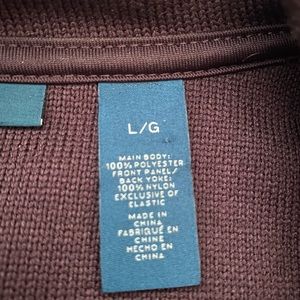 L/G
MAIN BODY:
100% POLYESTER
FRONT PANEL/
BACK YOKE:
100% NYLON
EXCLUSIVE OF
ELASTIC
MADE IN
CHINA
FABRIQUÉ EN
CHINE
HECHO EN
CHINA